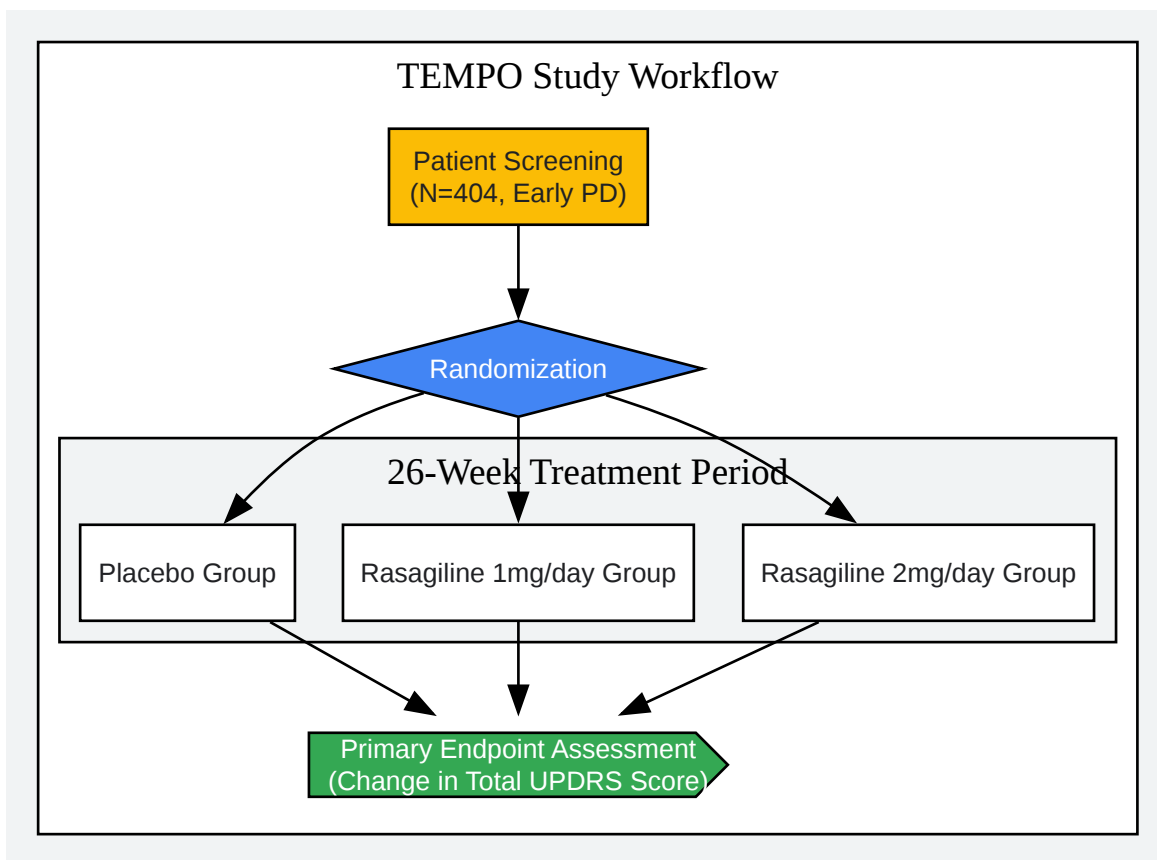 TEMPO Study Workflow
Patient Screening
(N=404, Early PD)
Randomization
26-Week Treatment Period
Placebo Group
Rasagiline 1mg/day Group
Rasagiline 2mg/day Group
Primary Endpoint Assessment
(Change in Total UPDRS Score)